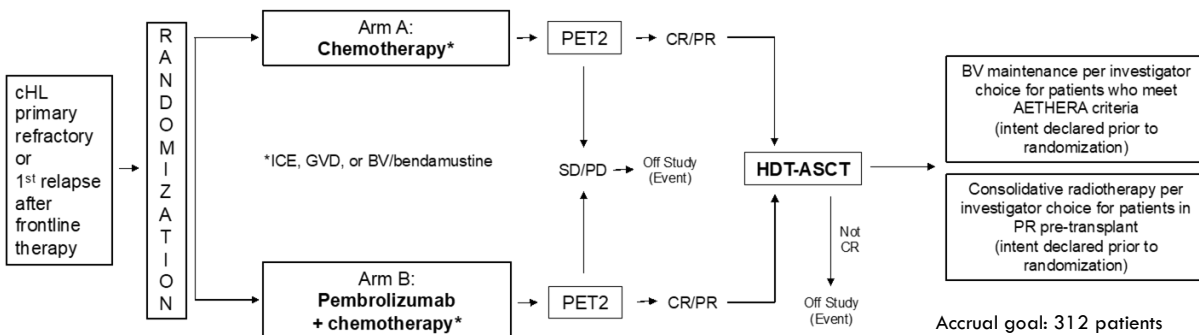 cHL
primary
refractory
or
1st relapse
after
frontline
therapy
RANDOMIZATION
Arm A:
Chemotherapy*
PET2
CR/PR
*ICE, GVD, or BV/bendamustine
SD/PD
Off Study
(Event)
Arm B:
Pembrolizumab
+ chemotherapy*
PET2
CR/PR
HDT-ASCT
Not
CR
Off Study
(Event)
BV maintenance per investigator
choice for patients who meet
AETHERA criteria
(intent declared prior to
randomization)
Consolidative radiotherapy per
investigator choice for patients in
PR pre-transplant
(intent declared prior to
randomization)
Accrual goal: 312 patients